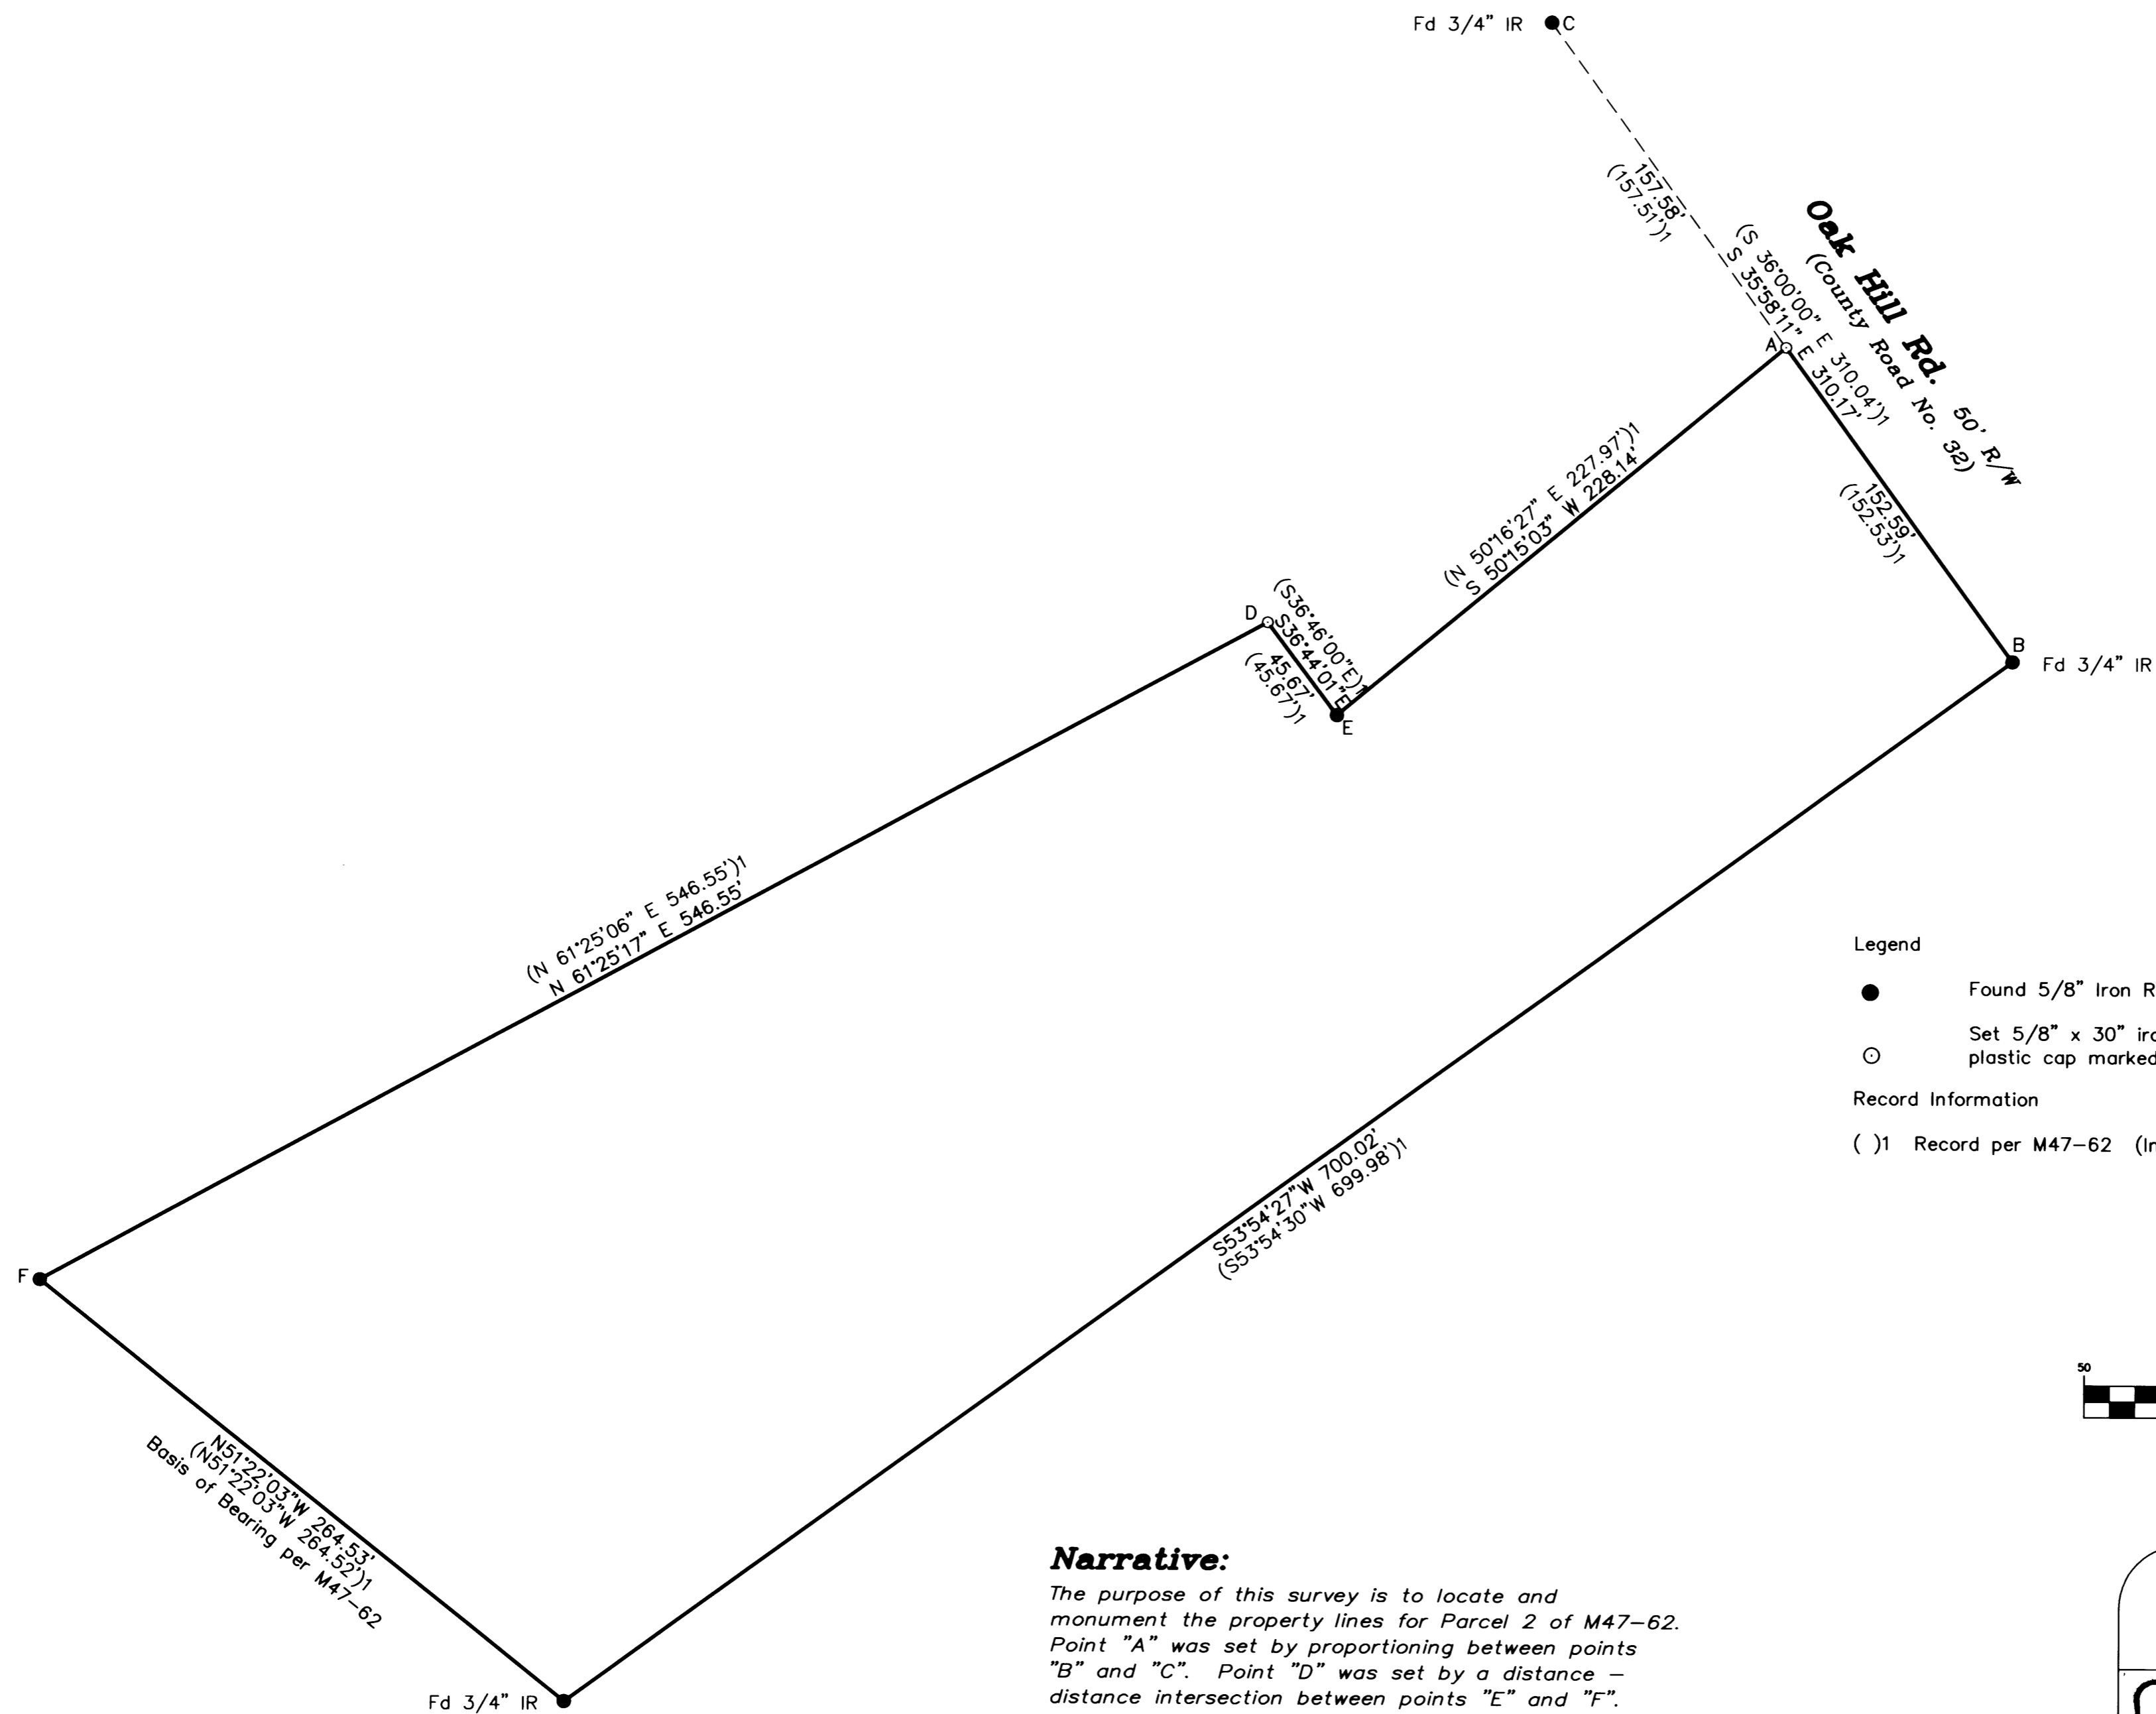 Fd 3/4" IR
C
157.58'
(157.51')1
Oak Hill Rd. 50' R/W
(County Road No. 32)
(S 36°00'00" E 310.04')1
S 35°58'11" E 310.17'
A
(N 50°16'27" E 227.97')1
S 50°15'03" W 228.14'
152.59'
(152.53')1
D
(S36°46'00"E)1
S36°44'01"E
45.67'
(45.67')1
E
B
Fd 3/4" IR
(N 61°25'06" E 546.55')1
N 61°25'17" E 546.55'
Legend
Found 5/8" Iron R
Set 5/8" x 30" iro
plastic cap marked
Record Information
( )1 Record per M47-62 (In
S53°54'27"W 700.02'
(S53°54'30"W 699.98')1
F
50
N51°22'03"W 264.53'
(N51°22'03"W 264.52')1
Basis of Bearing per M47-62
Fd 3/4" IR
Narrative:
The purpose of this survey is to locate and
monument the property lines for Parcel 2 of M47-62.
Point "A" was set by proportioning between points
"B" and "C". Point "D" was set by a distance -
distance intersection between points "E" and "F".